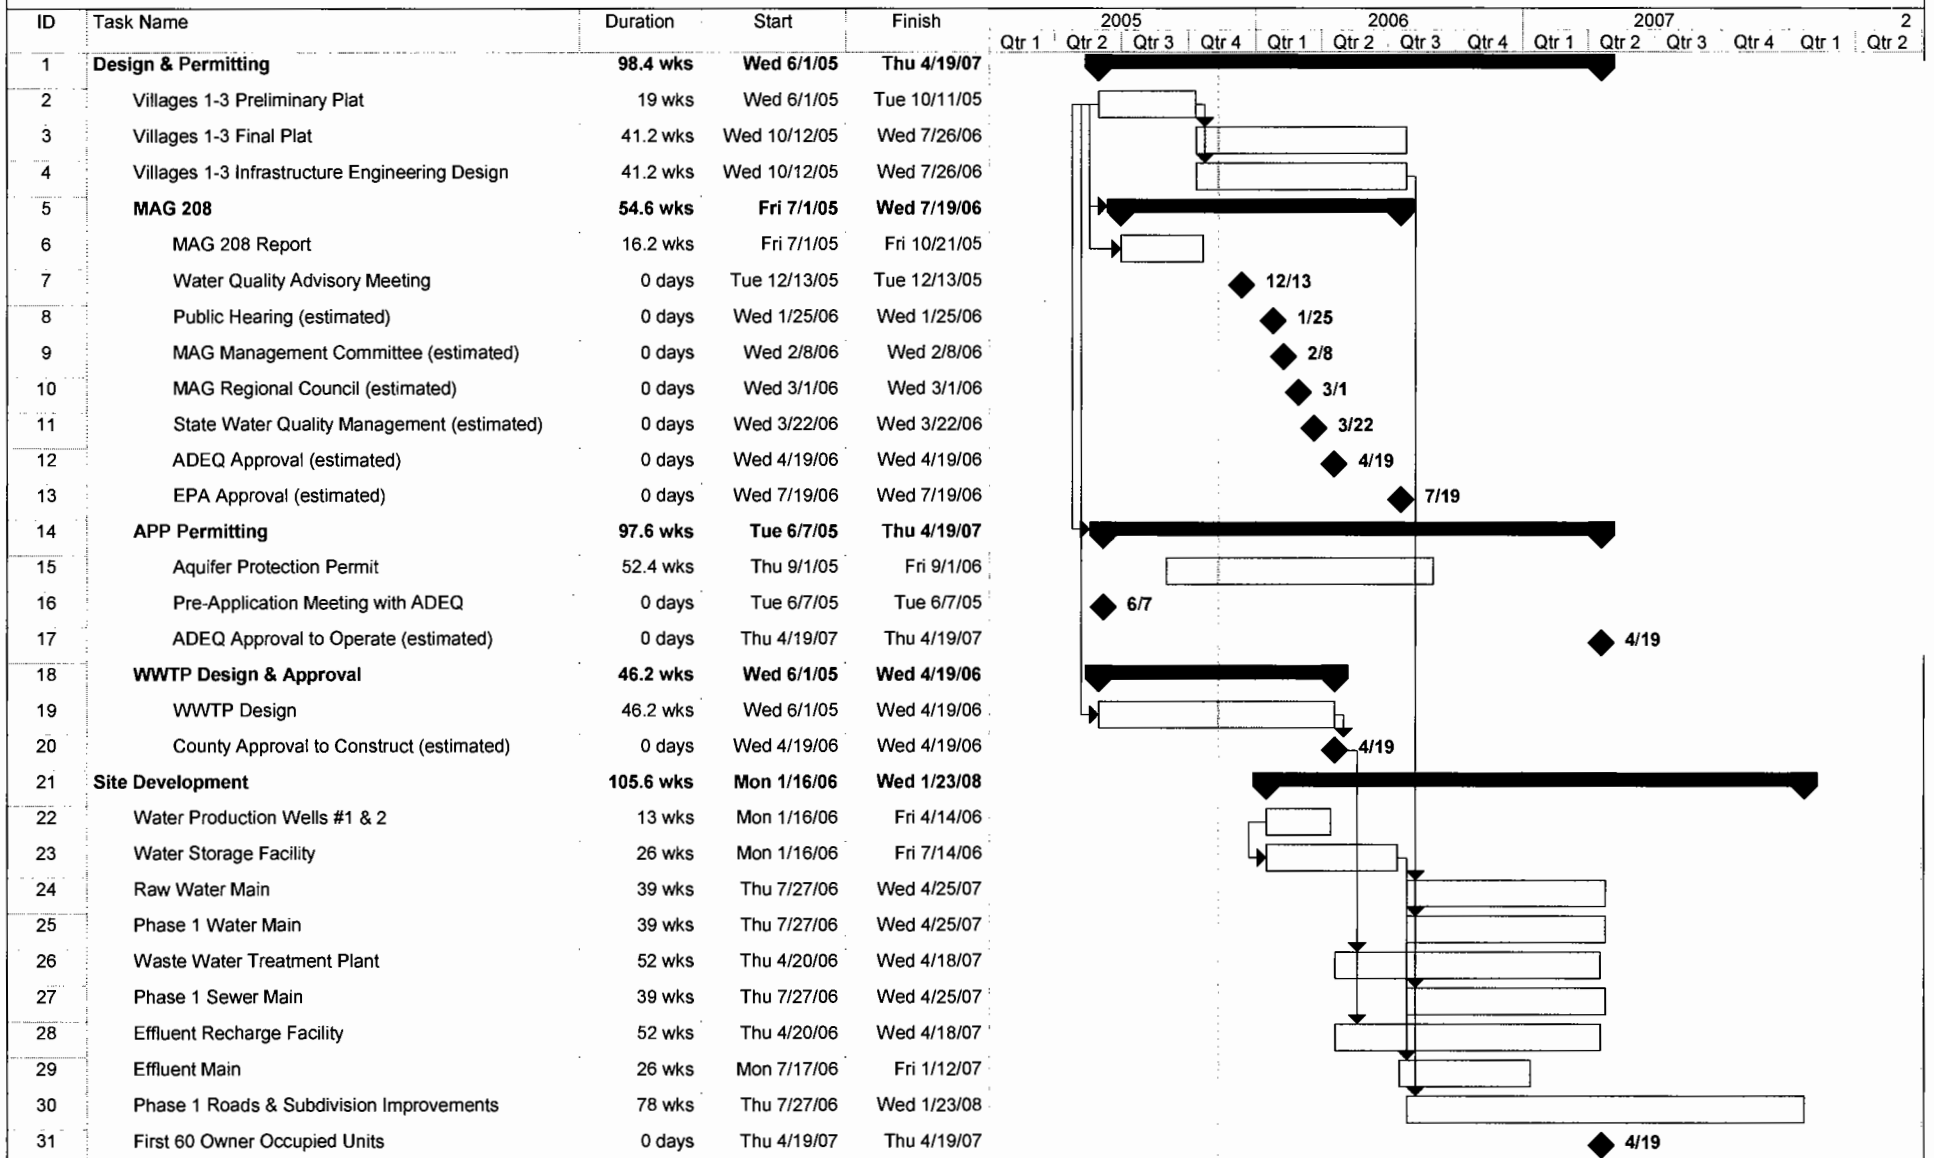 ID Task Name Duration Start Finish 2005 2006 2007 2
Qtr 1 Qtr 2 Qtr 3 Qtr 4 Qtr 1 Qtr 2 Qtr 3 Qtr 4 Qtr 1 Qtr 2 Qtr 3 Qtr 4 Qtr 1 Qtr 2
1 Design & Permitting 98.4 wks Wed 6/1/05 Thu 4/19/07
2 Villages 1-3 Preliminary Plat 19 wks Wed 6/1/05 Tue 10/11/05
3 Villages 1-3 Final Plat 41.2 wks Wed 10/12/05 Wed 7/26/06
4 Villages 1-3 Infrastructure Engineering Design 41.2 wks Wed 10/12/05 Wed 7/26/06
5 MAG 208 54.6 wks Fri 7/1/05 Wed 7/19/06
6 MAG 208 Report 16.2 wks Fri 7/1/05 Fri 10/21/05
7 Water Quality Advisory Meeting 0 days Tue 12/13/05 Tue 12/13/05 12/13
8 Public Hearing (estimated) 0 days Wed 1/25/06 Wed 1/25/06 1/25
9 MAG Management Committee (estimated) 0 days Wed 2/8/06 Wed 2/8/06 2/8
10 MAG Regional Council (estimated) 0 days Wed 3/1/06 Wed 3/1/06 3/1
11 State Water Quality Management (estimated) 0 days Wed 3/22/06 Wed 3/22/06 3/22
12 ADEQ Approval (estimated) 0 days Wed 4/19/06 Wed 4/19/06 4/19
13 EPA Approval (estimated) 0 days Wed 7/19/06 Wed 7/19/06 7/19
14 APP Permitting 97.6 wks Tue 6/7/05 Thu 4/19/07
15 Aquifer Protection Permit 52.4 wks Thu 9/1/05 Fri 9/1/06
16 Pre-Application Meeting with ADEQ 0 days Tue 6/7/05 Tue 6/7/05 6/7
17 ADEQ Approval to Operate (estimated) 0 days Thu 4/19/07 Thu 4/19/07 4/19
18 WWTP Design & Approval 46.2 wks Wed 6/1/05 Wed 4/19/06
19 WWTP Design 46.2 wks Wed 6/1/05 Wed 4/19/06
20 County Approval to Construct (estimated) 0 days Wed 4/19/06 Wed 4/19/06 4/19
21 Site Development 105.6 wks Mon 1/16/06 Wed 1/23/08
22 Water Production Wells #1 & 2 13 wks Mon 1/16/06 Fri 4/14/06
23 Water Storage Facility 26 wks Mon 1/16/06 Fri 7/14/06
24 Raw Water Main 39 wks Thu 7/27/06 Wed 4/25/07
25 Phase 1 Water Main 39 wks Thu 7/27/06 Wed 4/25/07
26 Waste Water Treatment Plant 52 wks Thu 4/20/06 Wed 4/18/07
27 Phase 1 Sewer Main 39 wks Thu 7/27/06 Wed 4/25/07
28 Effluent Recharge Facility 52 wks Thu 4/20/06 Wed 4/18/07
29 Effluent Main 26 wks Mon 7/17/06 Fri 1/12/07
30 Phase 1 Roads & Subdivision Improvements 78 wks Thu 7/27/06 Wed 1/23/08
31 First 60 Owner Occupied Units 0 days Thu 4/19/07 Thu 4/19/07 4/19